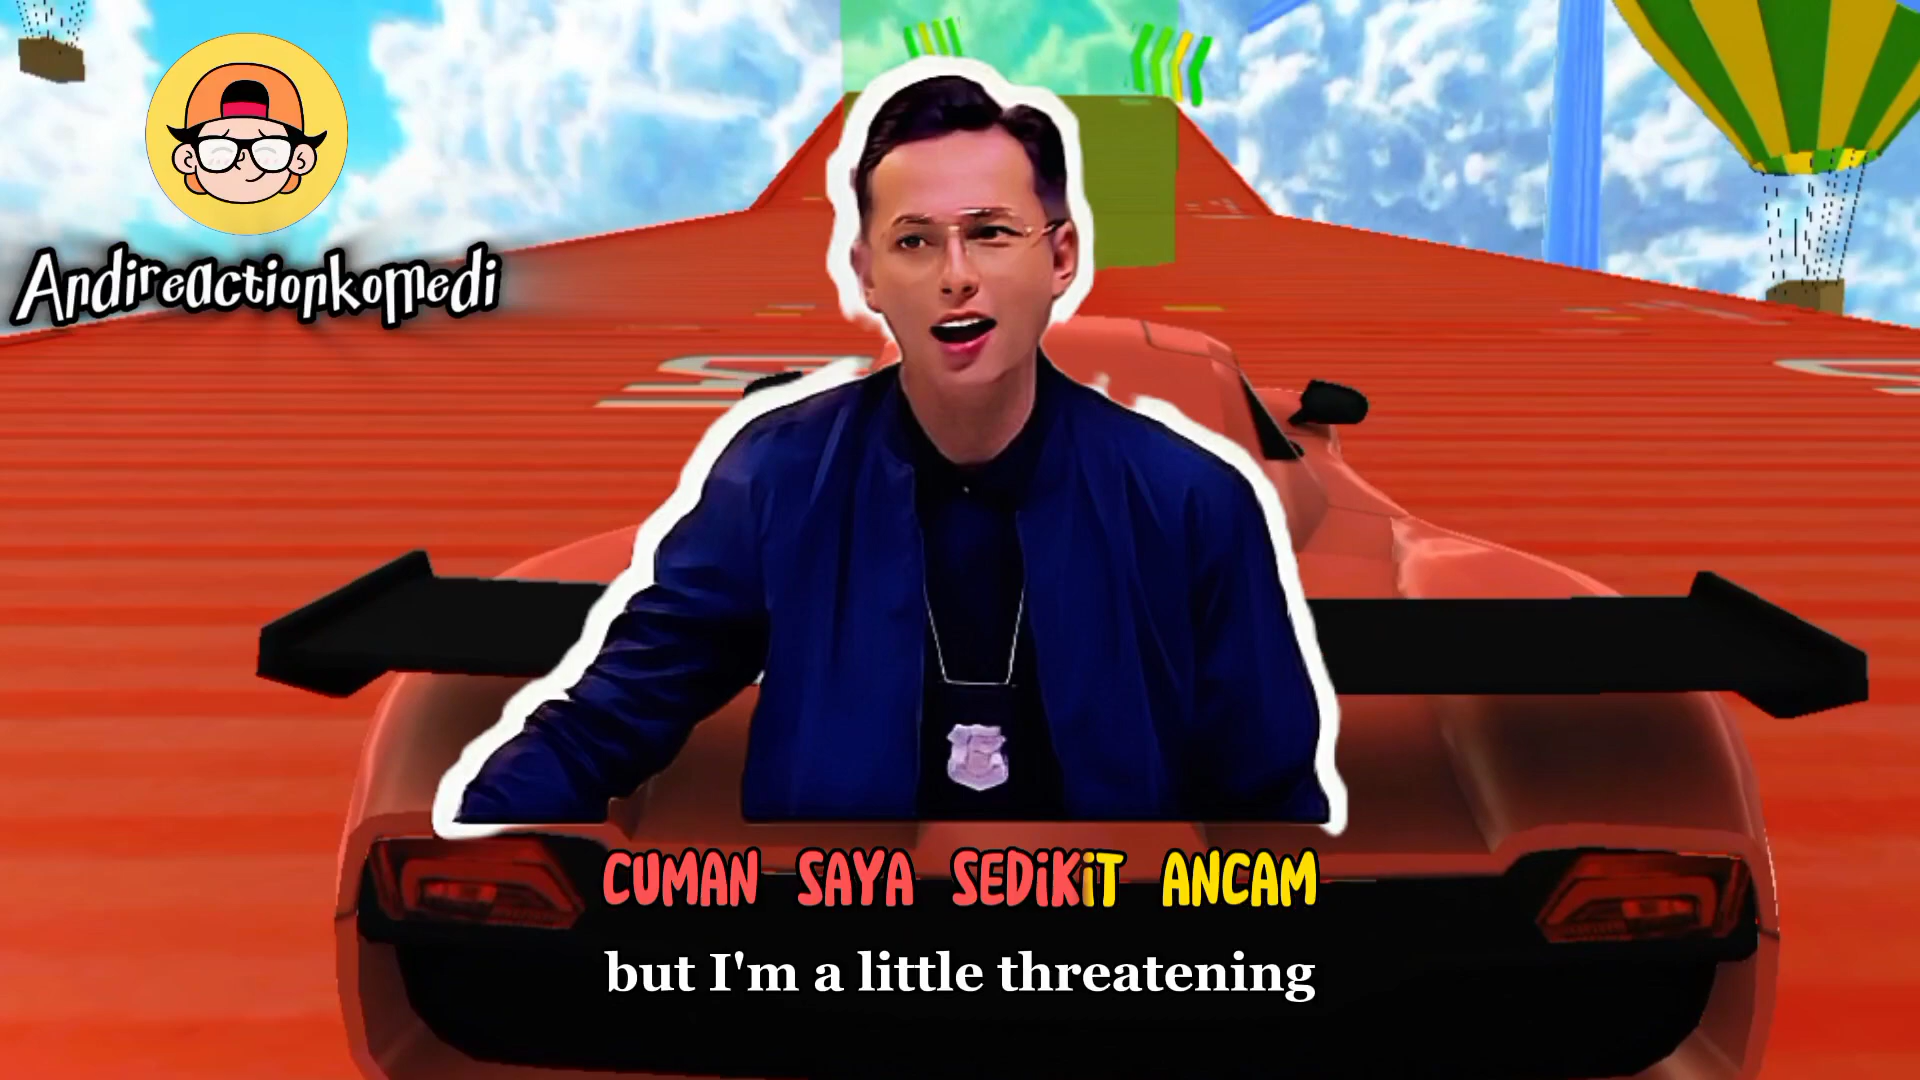 Andireactionkomedi
CUMAN SAYA SEDiKiT ANCAM
but I'm a little threatening